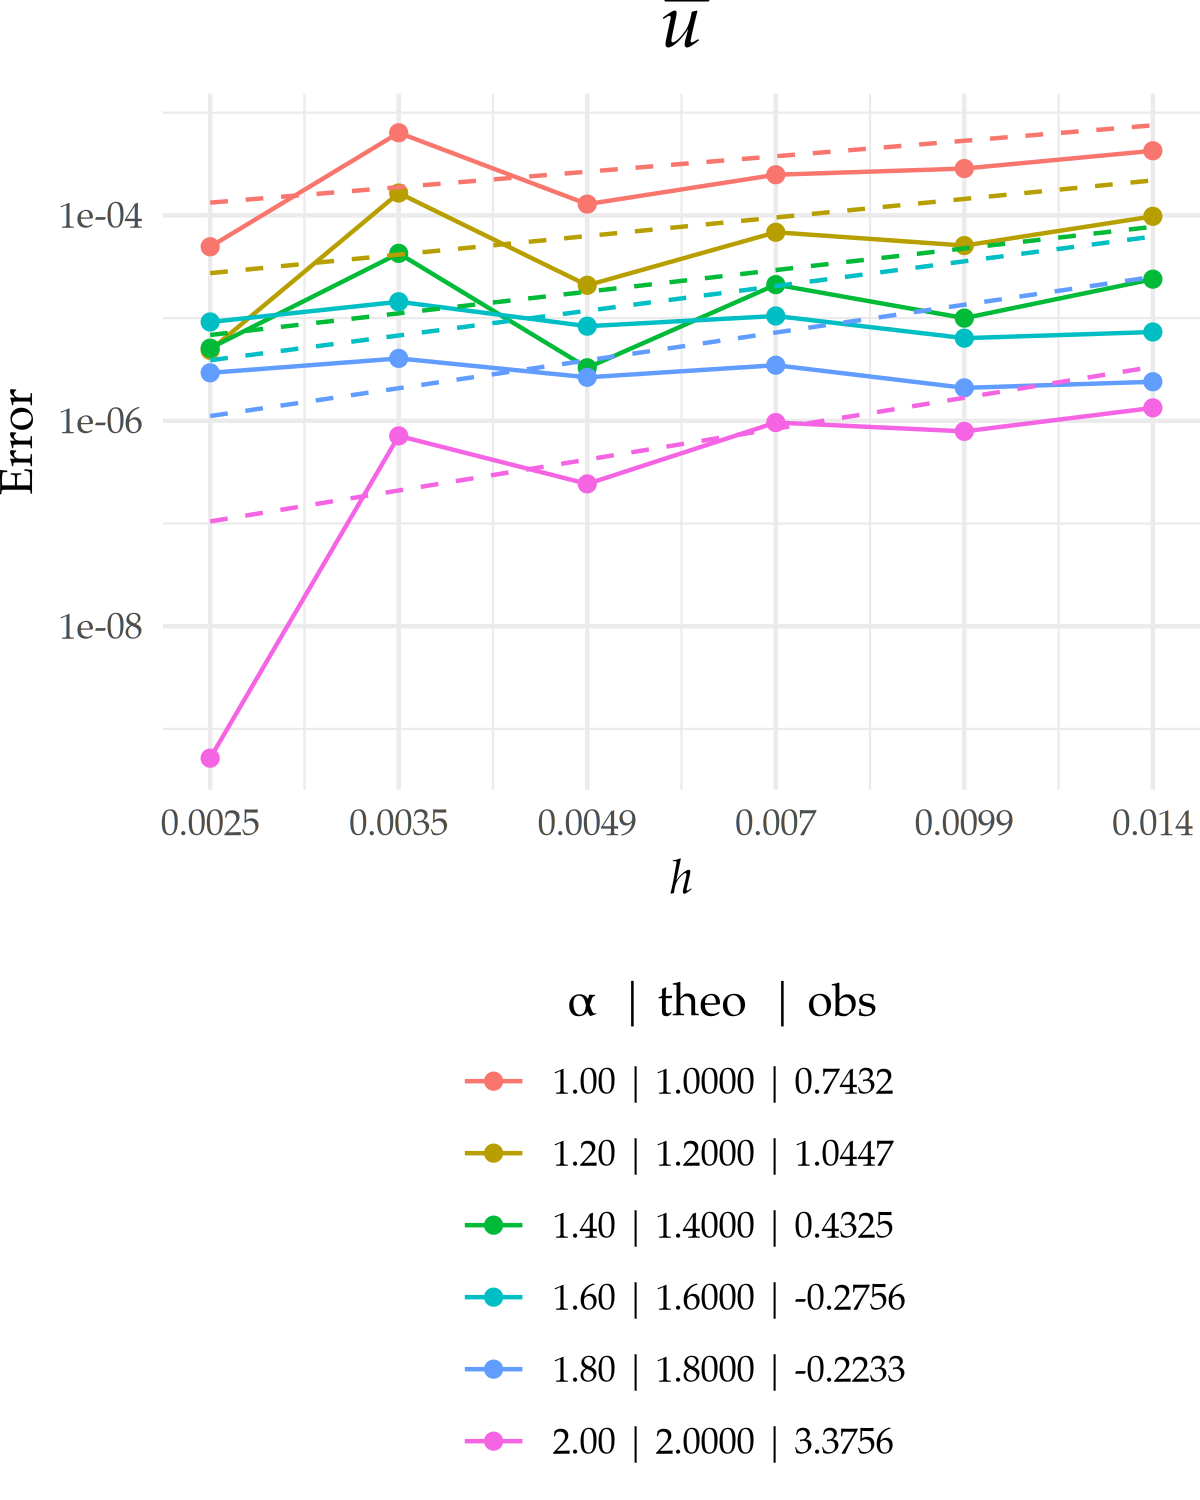 u̅
Error
1e-04
1e-06
1e-08
0.0025 0.0035 0.0049 0.007 0.0099 0.014
h
α | theo | obs
1.00 | 1.0000 | 0.7432
1.20 | 1.2000 | 1.0447
1.40 | 1.4000 | 0.4325
1.60 | 1.6000 | -0.2756
1.80 | 1.8000 | -0.2233
2.00 | 2.0000 | 3.3756